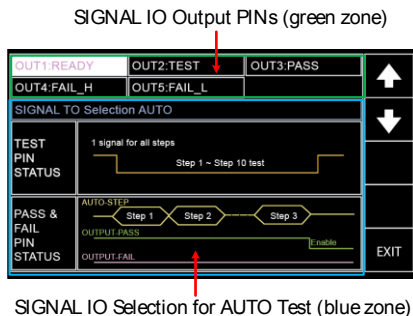 SIGNAL IO Output PINs (green zone)
OUT1:READY OUT2:TEST OUT3:PASS
OUT4:FAIL_H OUT5:FAIL_L
SIGNAL TO Selection AUTO
TEST
PIN
STATUS
1 signal for all steps
Step 1 ~ Step 10 test
PASS &
FAIL
PIN
STATUS
AUTO-STEP
Step 1 Step 2 Step 3
OUTPUT-PASS
Enable
OUTPUT-FAIL
EXIT
SIGNAL IO Selection for AUTO Test (blue zone)